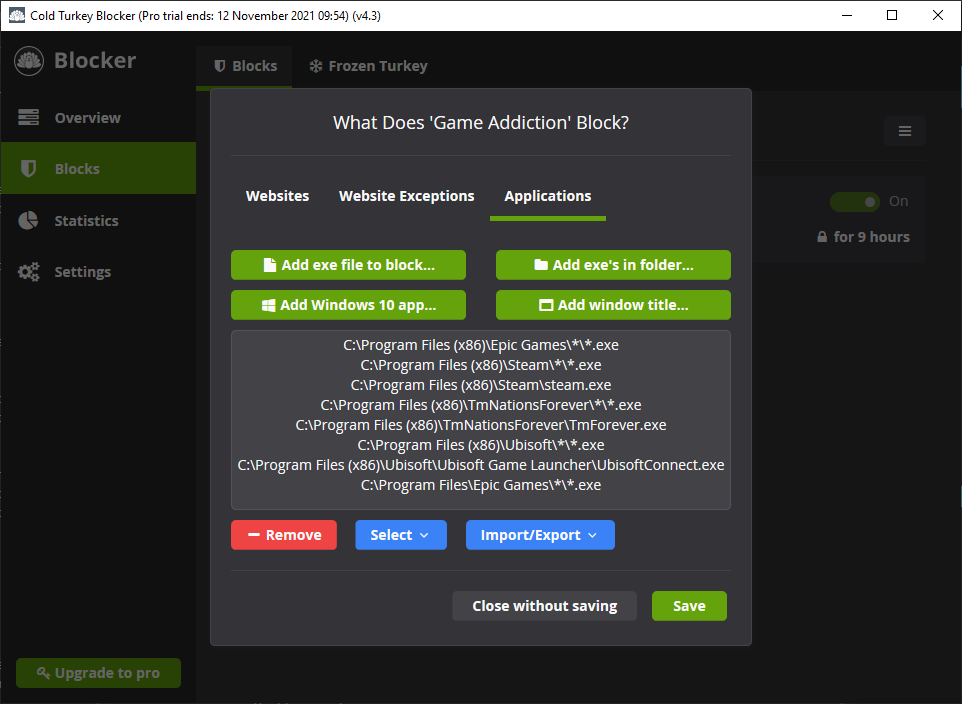 Cold Turkey Blocker (Pro trial ends: 12 November 2021 09:54) (v4.3)
Blocker
Blocks
Frozen Turkey
Overview
Blocks
Statistics
Settings
What Does 'Game Addiction' Block?
Websites
Website Exceptions
Applications
On
for 9 hours
Add exe file to block...
Add exe's in folder...
Add Windows 10 app...
Add window title...
C:\Program Files (x86)\Epic Games\*\*.exe
C:\Program Files (x86)\Steam\*\*.exe
C:\Program Files (x86)\Steam\steam.exe
C:\Program Files (x86)\TmNationsForever\*\*.exe
C:\Program Files (x86)\TmNationsForever\TmForever.exe
C:\Program Files (x86)\Ubisoft\*\*.exe
C:\Program Files (x86)\Ubisoft\Ubisoft Game Launcher\UbisoftConnect.exe
C:\Program Files\Epic Games\*\*.exe
Remove
Select
Import/Export
Close without saving
Save
Upgrade to pro